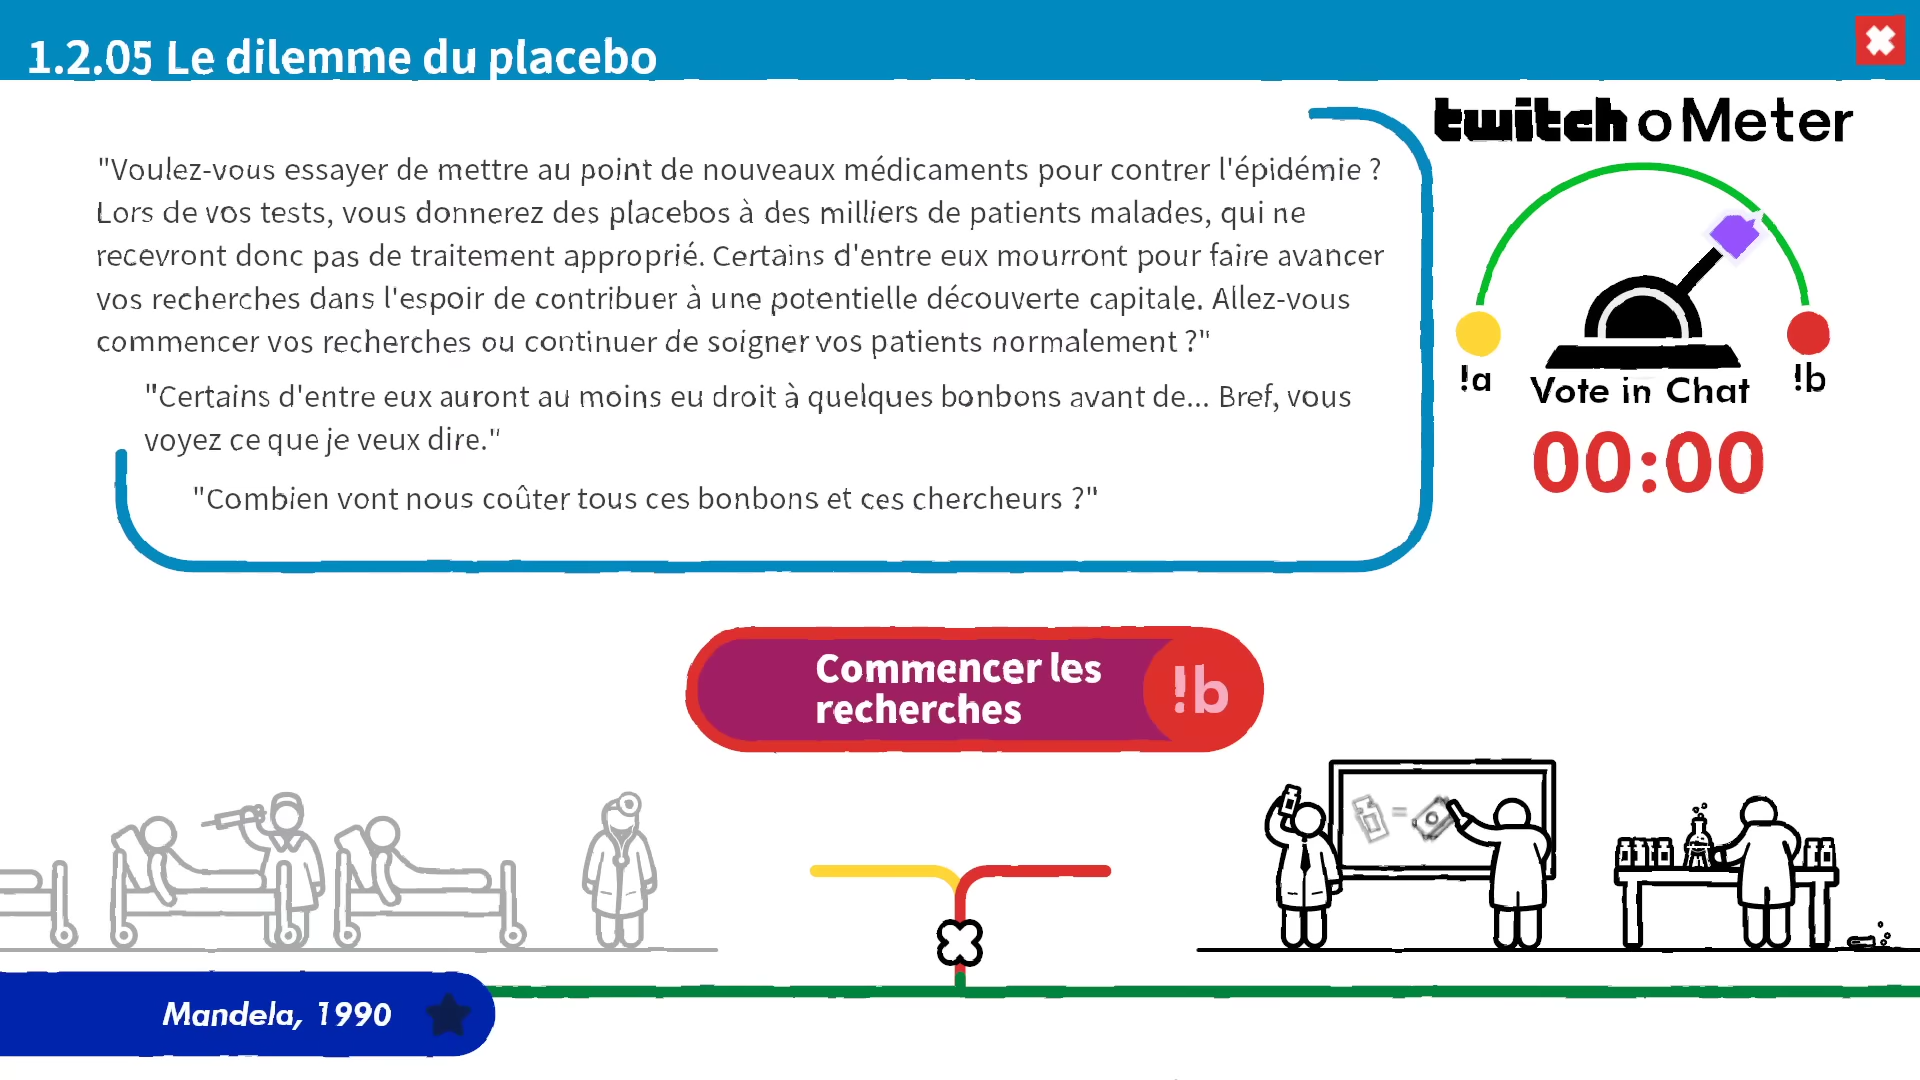 1.2.05 Le dilemme du placebo
twitch o Meter
"Voulez-vous essayer de mettre au point de nouveaux médicaments pour contrer l'épidémie ?
Lors de vos tests, vous donnerez des placebos à des milliers de patients malades, qui ne
recevront donc pas de traitement approprié. Certains d'entre eux mourront pour faire avancer
vos recherches dans l'espoir de contribuer à une potentielle découverte capitale. Allez-vous
commencer vos recherches ou continuer de soigner vos patients normalement ?"
"Certains d'entre eux auront au moins eu droit à quelques bonbons avant de... Bref, vous
voyez ce que je veux dire."
"Combien vont nous coûter tous ces bonbons et ces chercheurs ?"
!a
Vote in Chat
!b
00:00
Commencer les
recherches
!b
Mandela, 1990